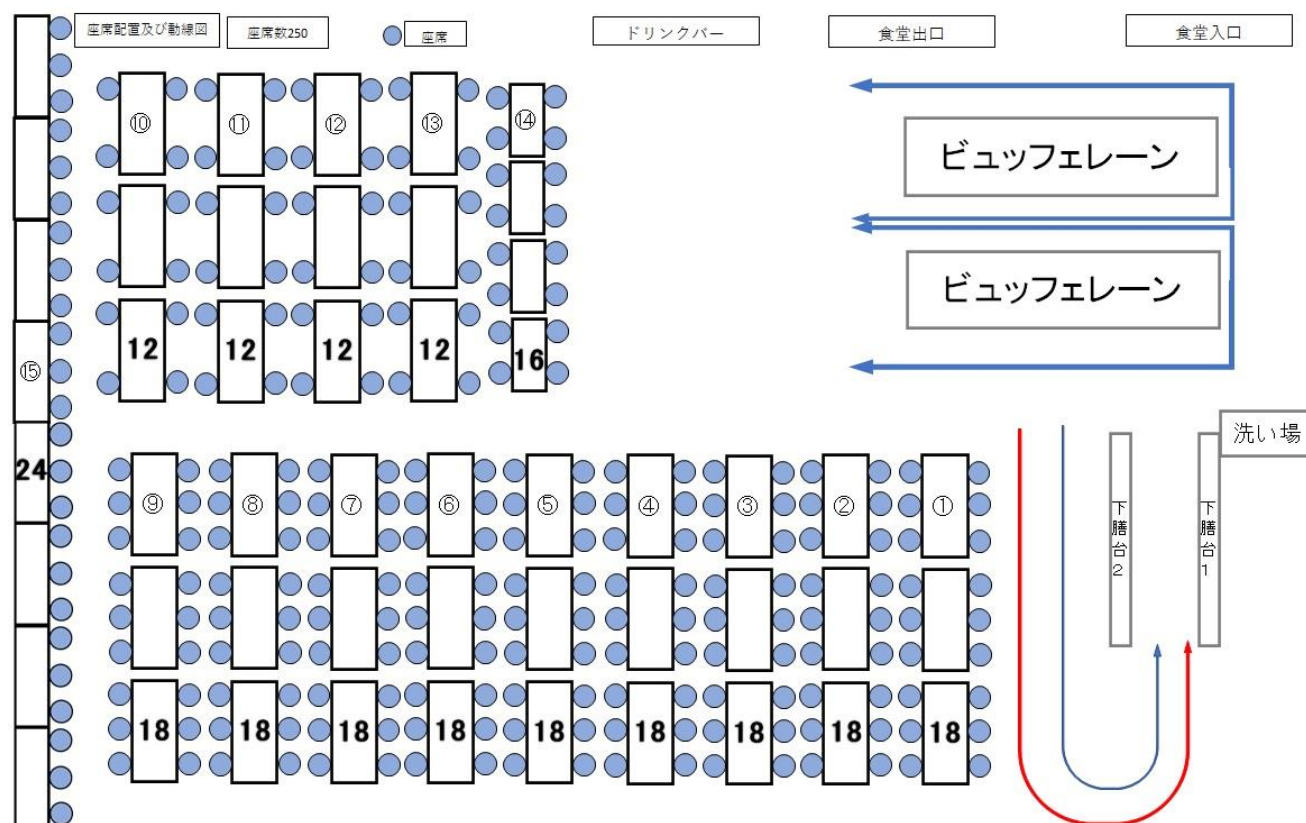 座席配置及び動線図
座席数250
座席
ドリンクバー
食堂出口
食堂入口
⑩
⑪
⑫
⑬
⑭
ビュッフェレーン
ビュッフェレーン
12
12
12
12
16
⑮
24
洗い場
⑨
⑧
⑦
⑥
⑤
④
③
②
①
下膳台2
下膳台1
18
18
18
18
18
18
18
18
18